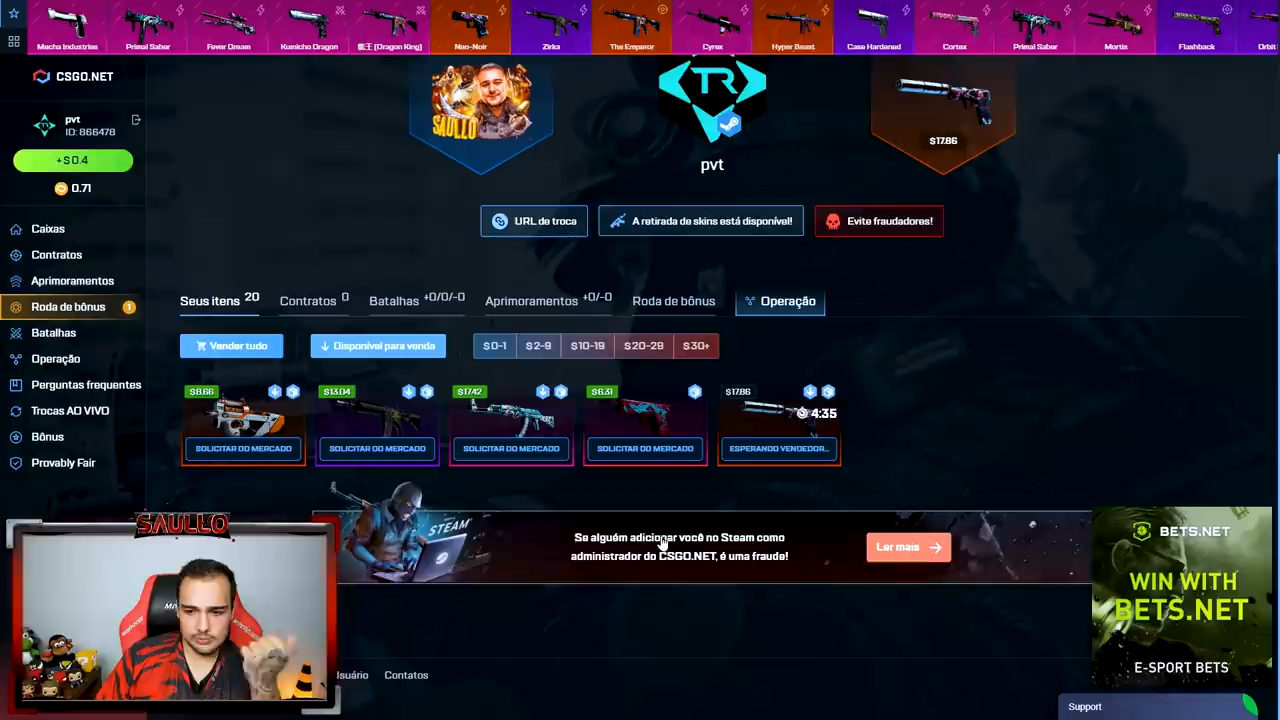 Mecha Industries
Primal Saber
Fever Dream
Kumicho Dragon
龍王 (Dragon King)
Neo-Noir
Zirka
The Emperor
Cyrex
Hyper Beast
Case Hardened
Cortex
Primal Saber
Mortis
Flashback
Orbit
CSGO.NET
pvt
ID: 866478
+$0.4
0.71
Caixas
Contratos
Aprimoramentos
Roda de bônus 1
Batalhas
Operação
Perguntas frequentes
Trocas AO VIVO
Bônus
Provably Fair
SAULLO
TR
$17.86
pvt
URL de troca
A retirada de skins está disponível!
Evite fraudadores!
Seus itens 20
Contratos 0
Batalhas +0/0/-0
Aprimoramentos +0/-0
Roda de bônus
Operação
Vender tudo
Disponível para venda
$0-1
$2-9
$10-19
$20-29
$30+
$8.66
SOLICITAR DO MERCADO
$13.04
SOLICITAR DO MERCADO
$17.42
SOLICITAR DO MERCADO
$6.31
SOLICITAR DO MERCADO
$17.86
4:35
ESPERANDO VENDEDOR...
STEAM
Se alguém adicionar você no Steam como
administrador do CSGO.NET, é uma fraude!
Ler mais
SAULLO
BETS.NET
WIN WITH
BETS.NET
E-SPORT BETS
suário
Contatos
Support